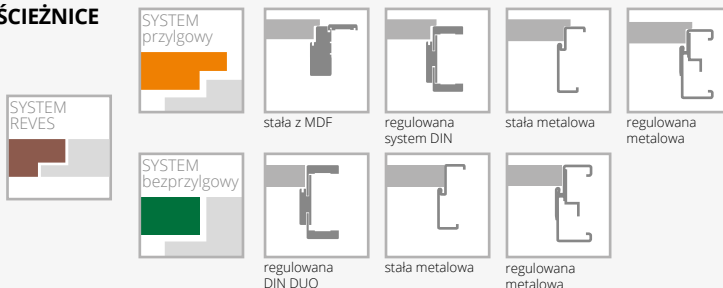 ŚCIEŻNICE
SYSTEM
przylgowy
stała z MDF
regulowana
system DIN
stała metalowa
regulowana
metalowa
SYSTEM
REVES
SYSTEM
bezprzylgowy
regulowana
DIN DUO
stała metalowa
regulowana
metalowa